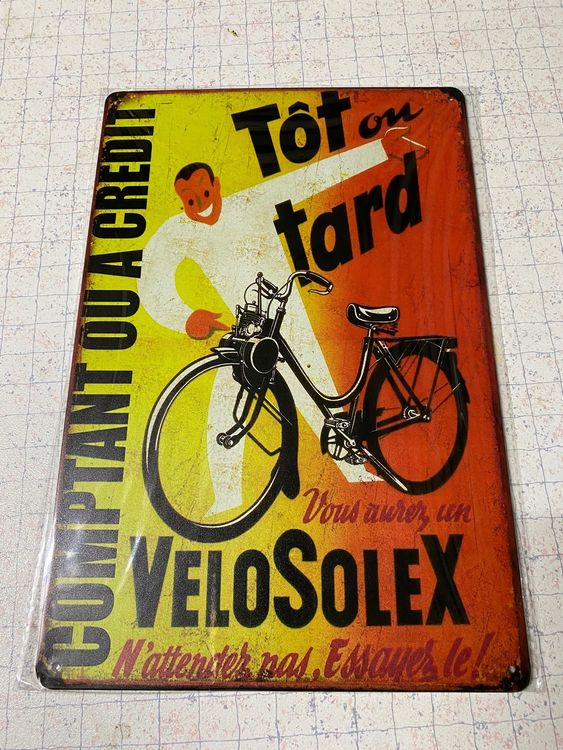 COMPTANT OU A CREDIT
Tôt ou
tard
Vous aurez un
VELOSOLEX
N'attendez pas, Essayez le!